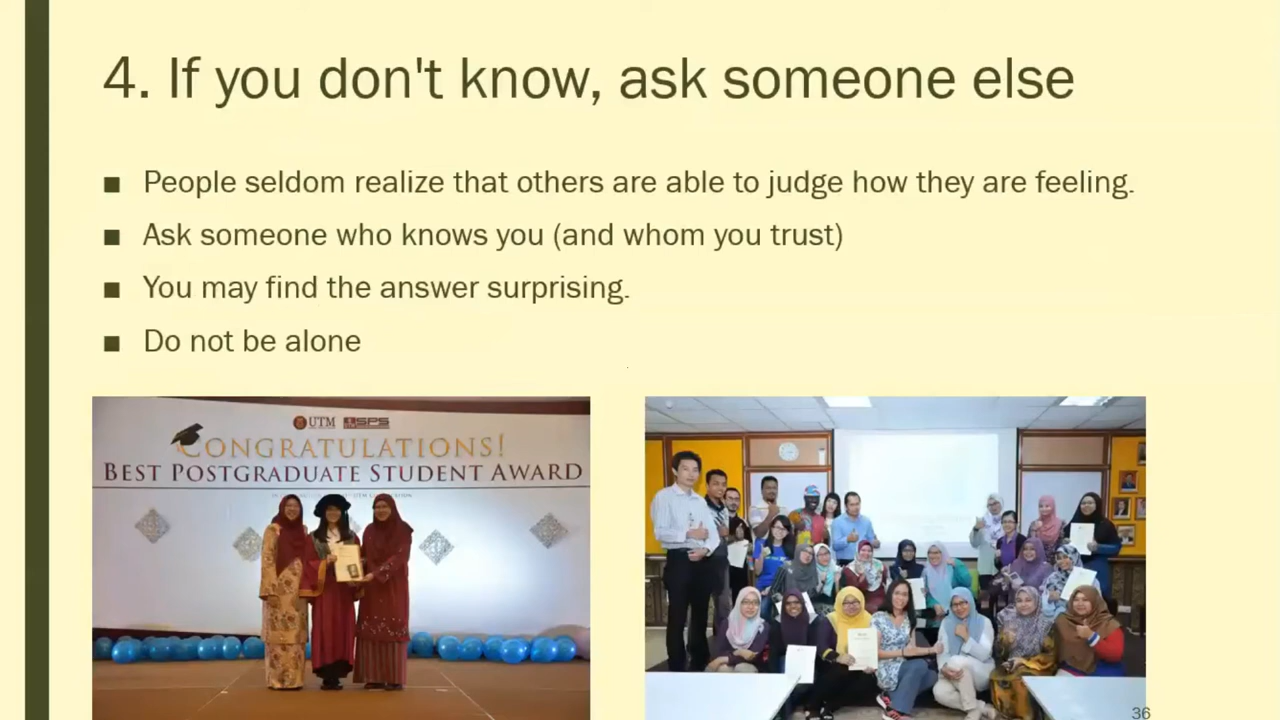 4. If you don't know, ask someone else
■ People seldom realize that others are able to judge how they are feeling.
■ Ask someone who knows you (and whom you trust)
■ You may find the answer surprising.
■ Do not be alone
UTM SPS
CONGRATULATIONS!
BEST POSTGRADUATE STUDENT AWARD
36